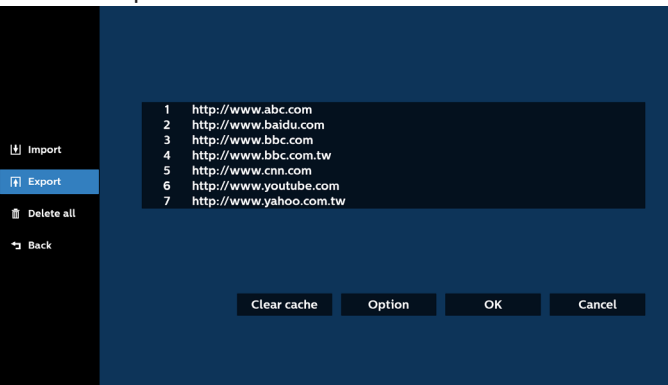 Import
Export
Delete all
Back
1 http://www.abc.com
2 http://www.baidu.com
3 http://www.bbc.com
4 http://www.bbc.com.tw
5 http://www.cnn.com
6 http://www.youtube.com
7 http://www.yahoo.com.tw
Clear cache Option OK Cancel